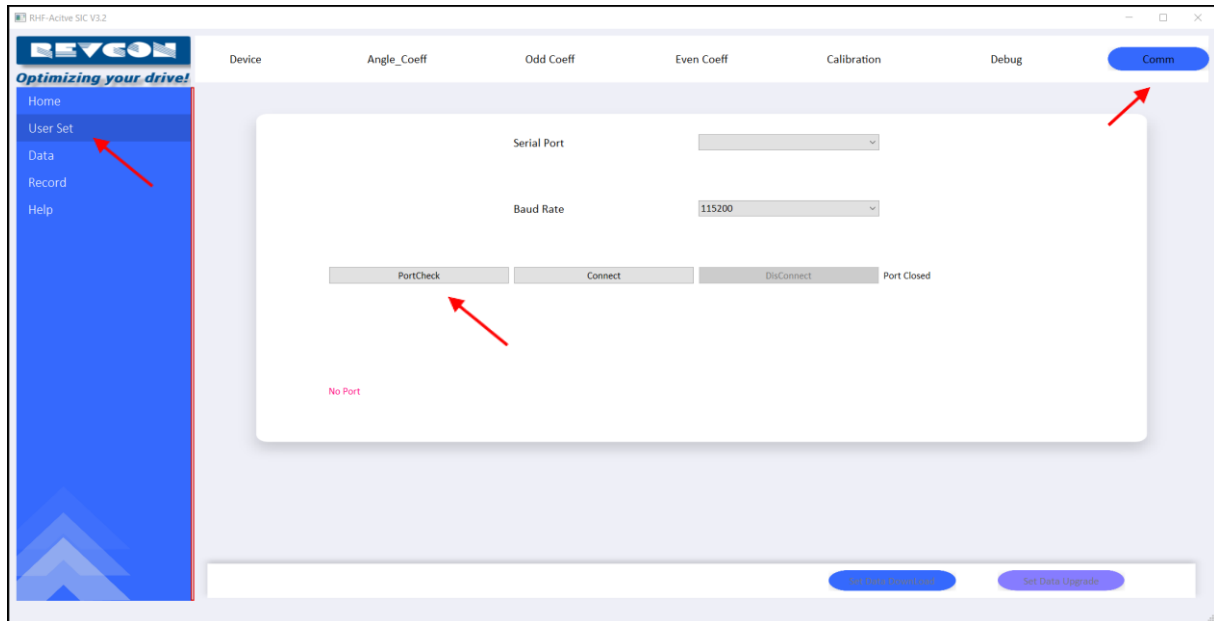 RHF-Acitve SIC V3.2
REVCON
Optimizing your drive!
Device Angle_Coeff Odd Coeff Even Coeff Calibration Debug Comm
Home
User Set
Data
Record
Help
Serial Port
Baud Rate 115200
PortCheck Connect DisConnect Port Closed
No Port
Set Data DownLoad Set Data Upgrade